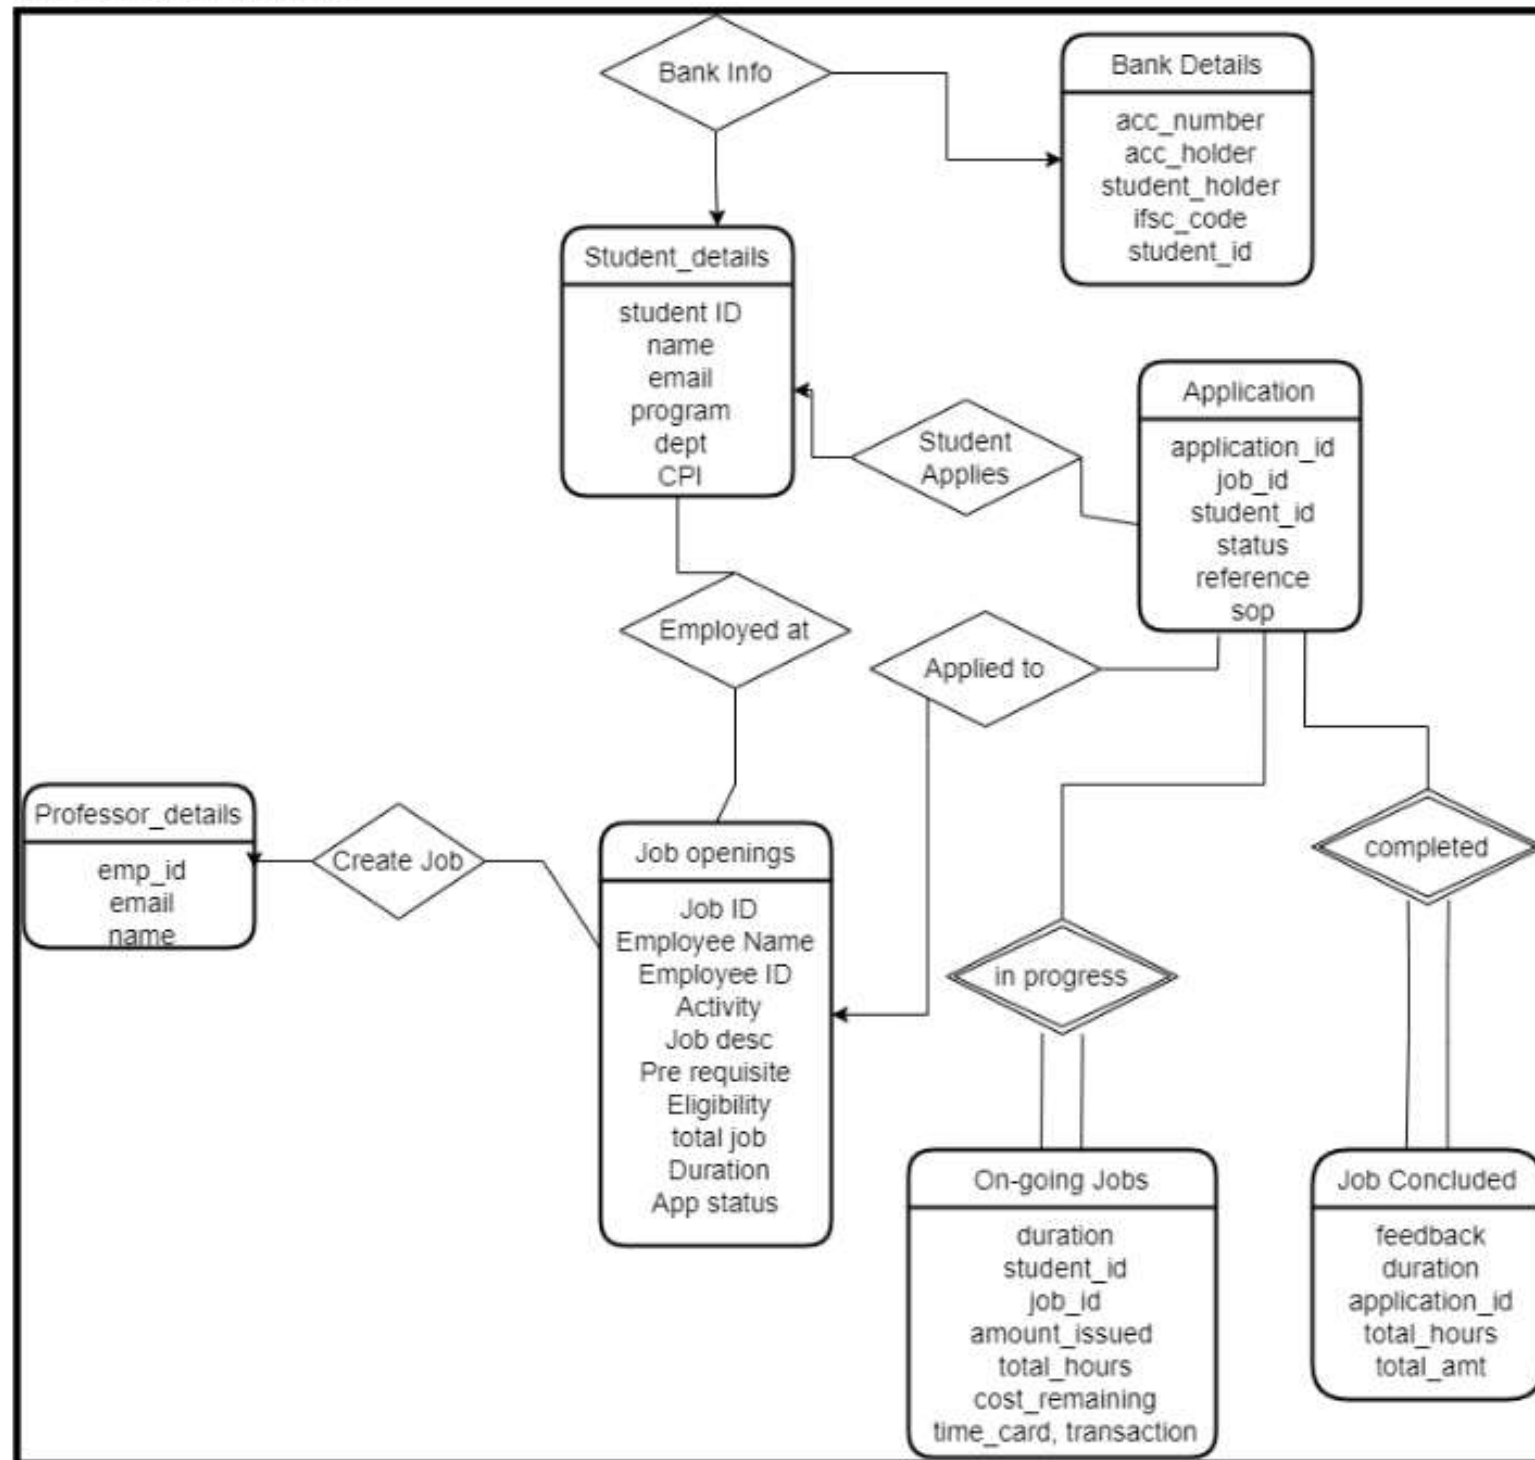 Bank Info
Bank Details
acc_number
acc_holder
student_holder
ifsc_code
student_id
Student_details
student ID
name
email
program
dept
CPI
Student
Applies
Application
application_id
job_id
student_id
status
reference
sop
Employed at
Applied to
Professor_details
emp_id
email
name
Create Job
Job openings
Job ID
Employee Name
Employee ID
Activity
Job desc
Pre requisite
Eligibility
total job
Duration
App status
in progress
completed
On-going Jobs
duration
student_id
job_id
amount_issued
total_hours
cost_remaining
time_card, transaction
Job Concluded
feedback
duration
application_id
total_hours
total_amt